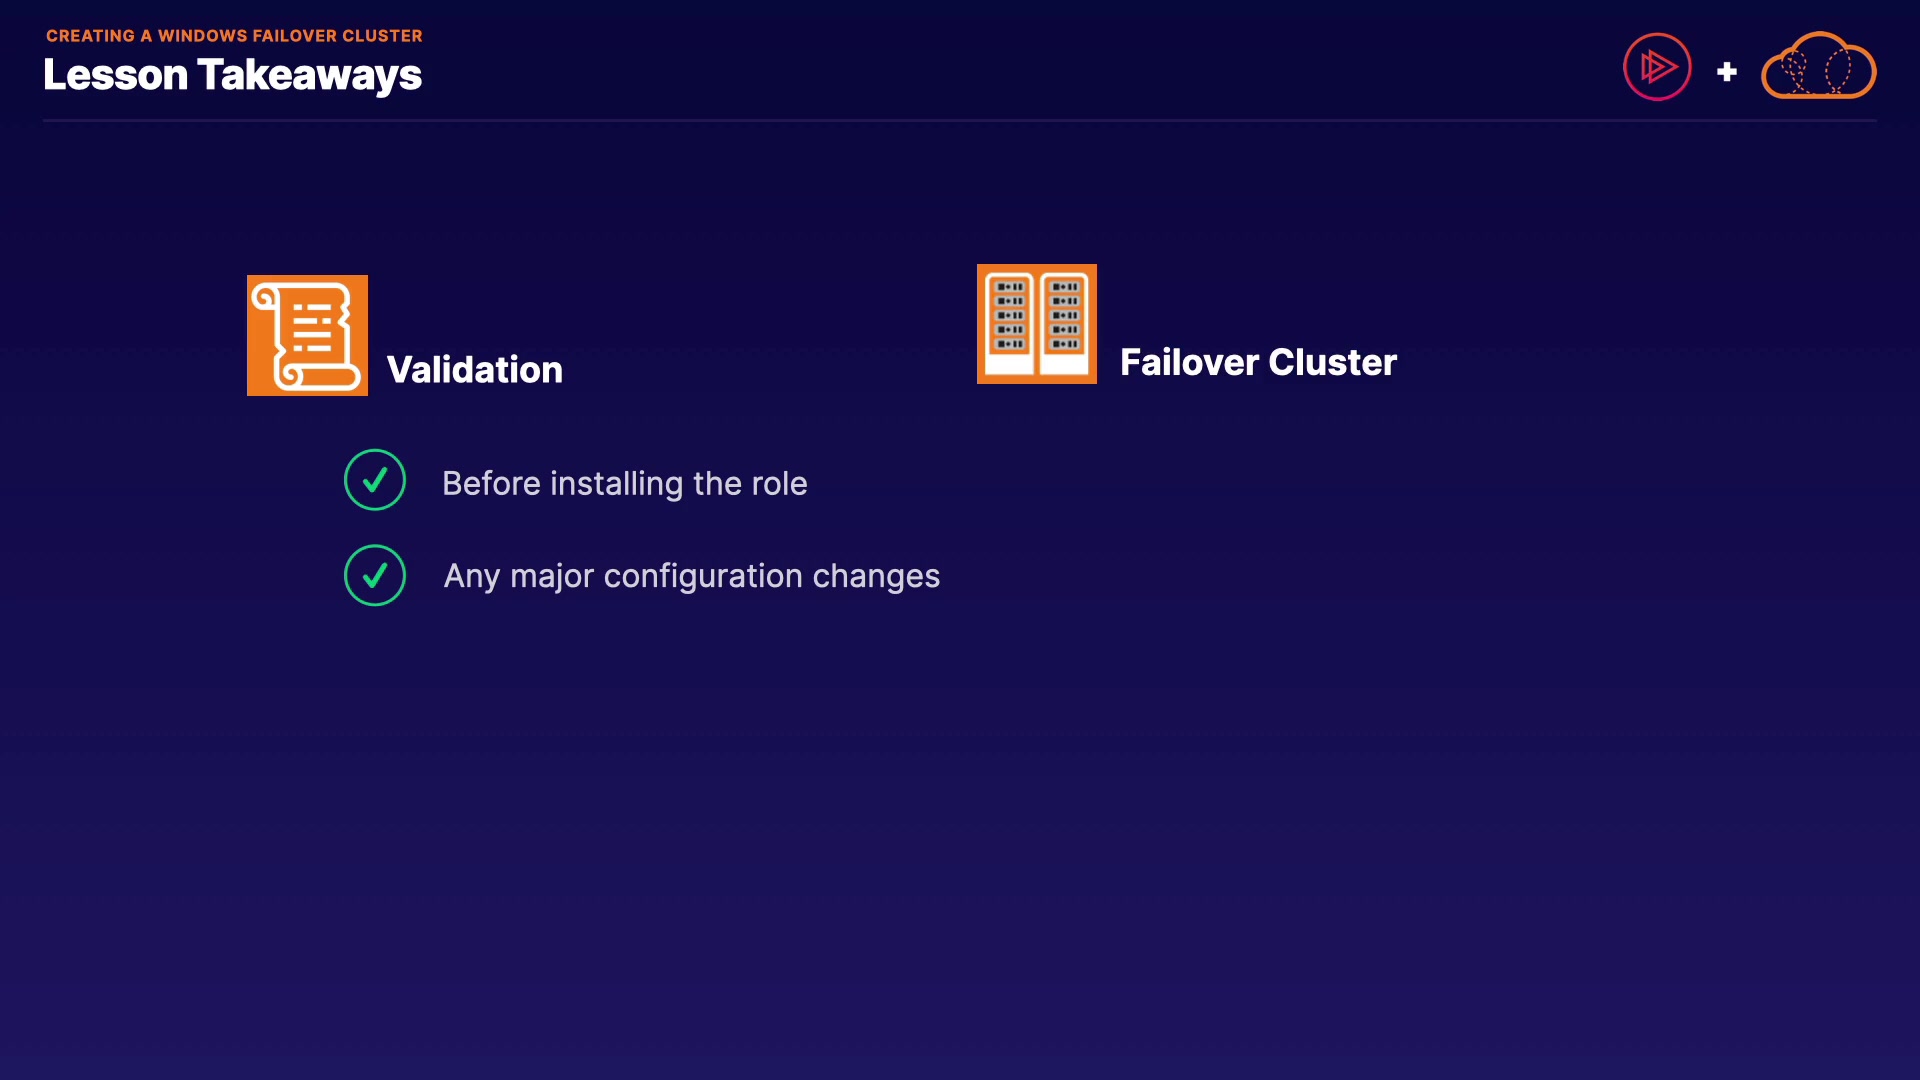 CREATING A WINDOWS FAILOVER CLUSTER
Lesson Takeaways
Validation
Before installing the role
Any major configuration changes
Failover Cluster